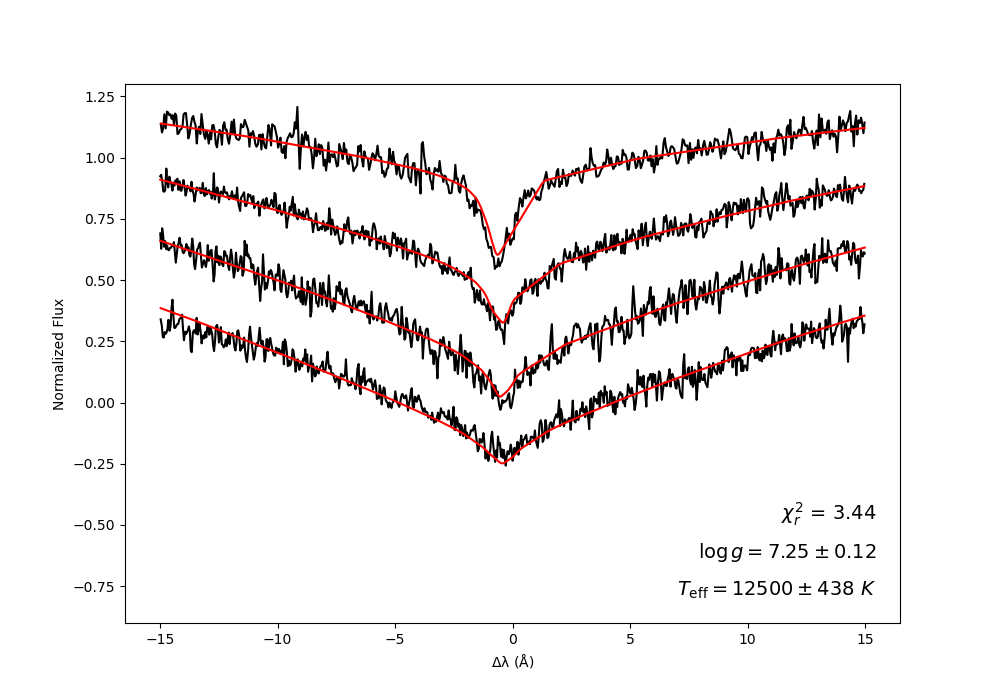 1.25
1.00
0.75
0.50
0.25
0.00
−0.25
−0.50
−0.75
Normalized Flux
χ²ᵣ = 3.44
log g = 7.25 ± 0.12
T_eff = 12500 ± 438 K
−15 −10 −5 0 5 10 15
Δλ (Å)